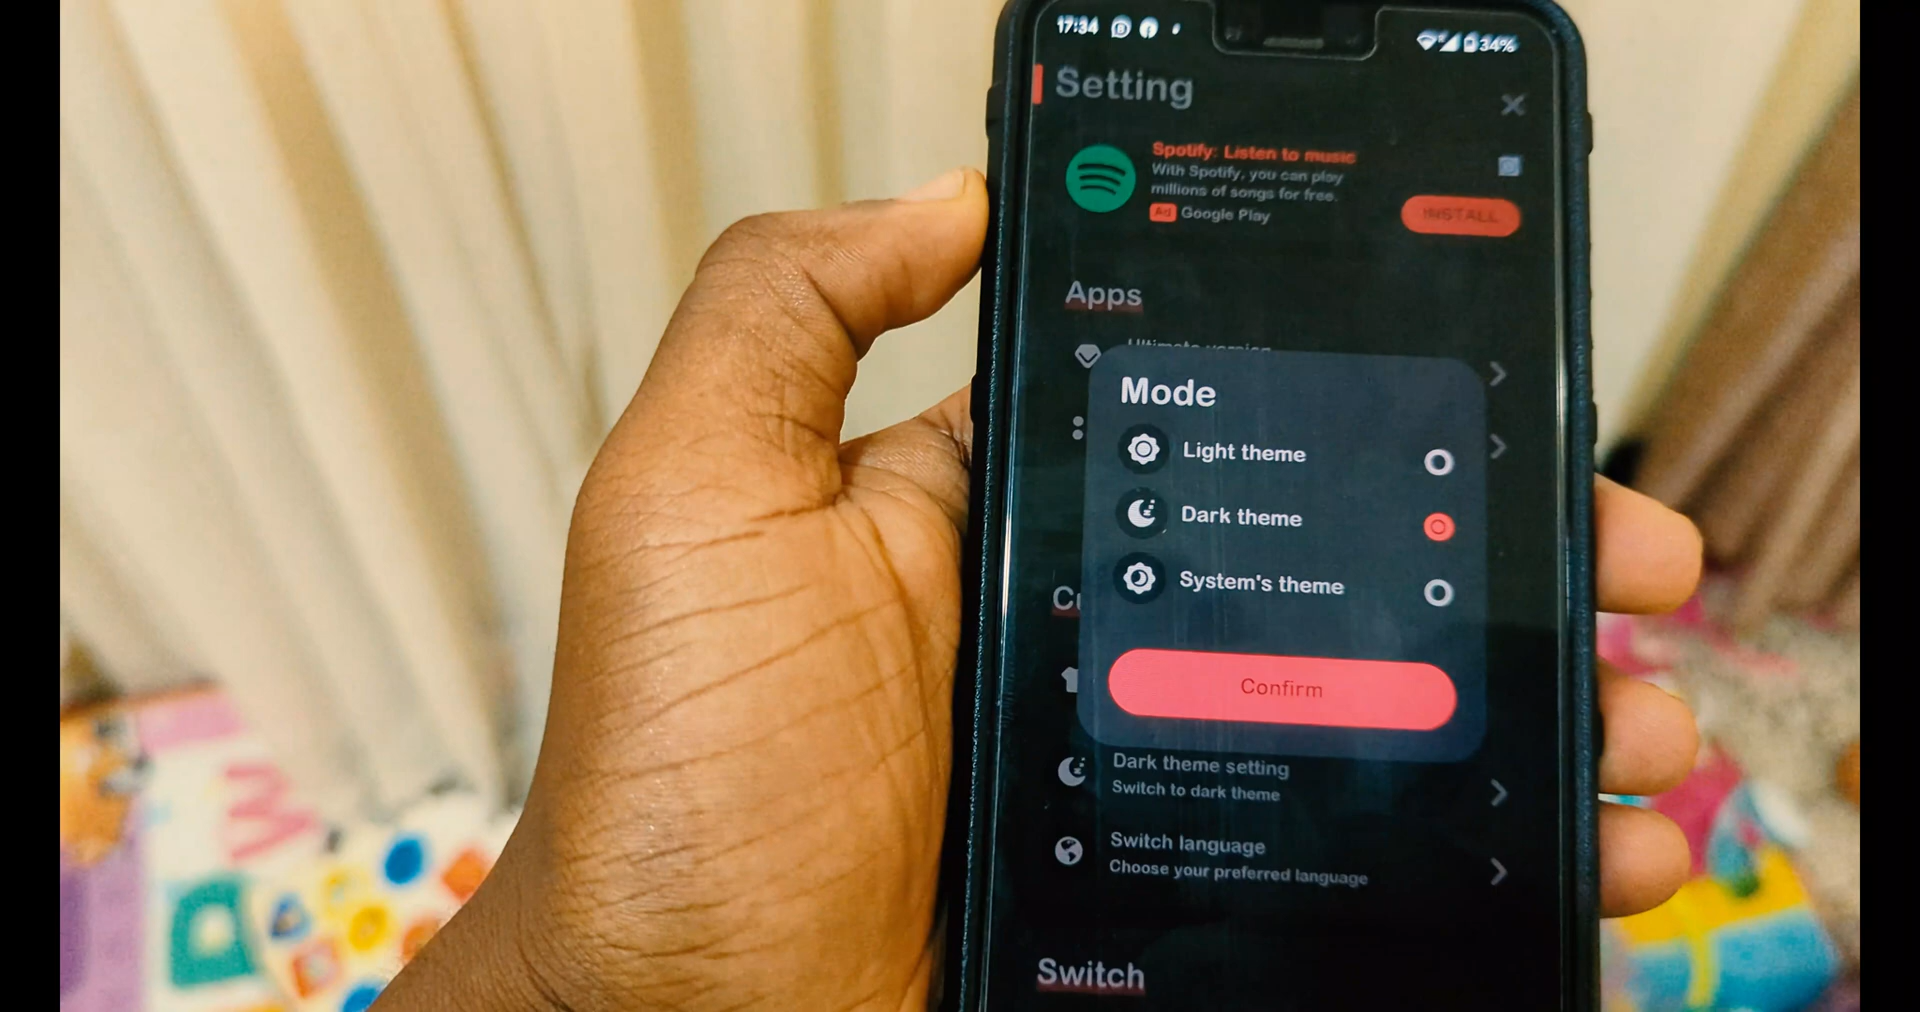 17:34
34%
Setting
Spotify: Listen to music
With Spotify, you can play
millions of songs for free.
Ad Google Play
INSTALL
Apps
Ultimate version
Mode
Light theme
Dark theme
System's theme
Confirm
Dark theme setting
Switch to dark theme
Switch language
Choose your preferred language
Switch
W
D